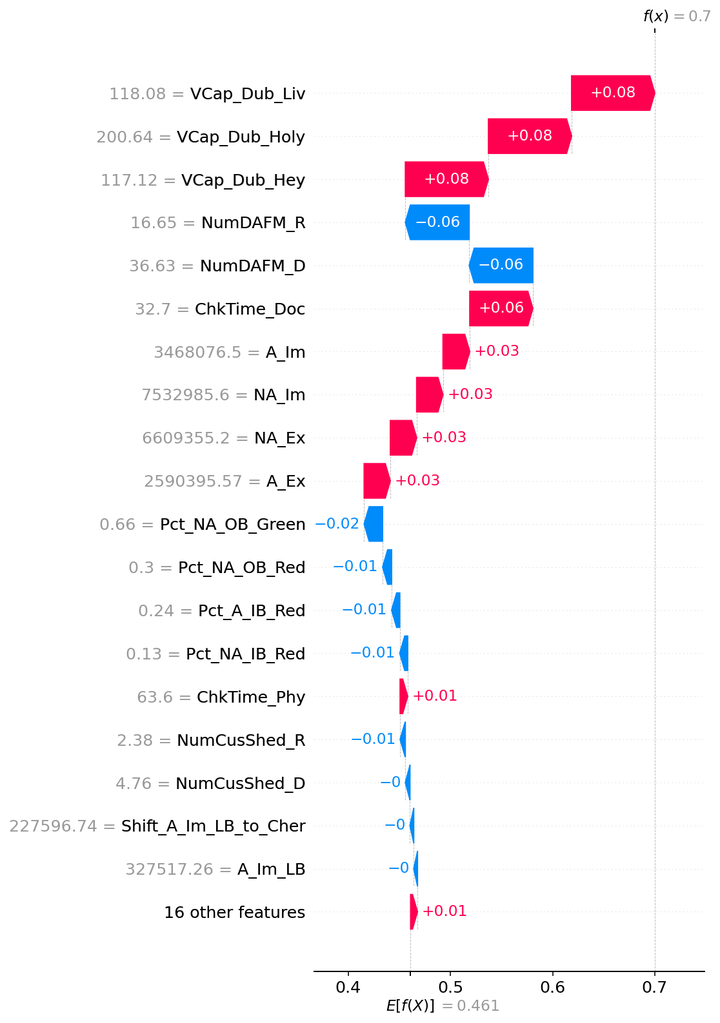 f(x) = 0.7
118.08 = VCap_Dub_Liv +0.08
200.64 = VCap_Dub_Holy +0.08
117.12 = VCap_Dub_Hey +0.08
16.65 = NumDAFM_R −0.06
36.63 = NumDAFM_D −0.06
32.7 = ChkTime_Doc +0.06
3468076.5 = A_Im +0.03
7532985.6 = NA_Im +0.03
6609355.2 = NA_Ex +0.03
2590395.57 = A_Ex +0.03
0.66 = Pct_NA_OB_Green −0.02
0.3 = Pct_NA_OB_Red −0.01
0.24 = Pct_A_IB_Red −0.01
0.13 = Pct_NA_IB_Red −0.01
63.6 = ChkTime_Phy +0.01
2.38 = NumCusShed_R −0.01
4.76 = NumCusShed_D −0
227596.74 = Shift_A_Im_LB_to_Cher −0
327517.26 = A_Im_LB −0
16 other features +0.01
0.4 0.5 0.6 0.7
E[f(X)] = 0.461